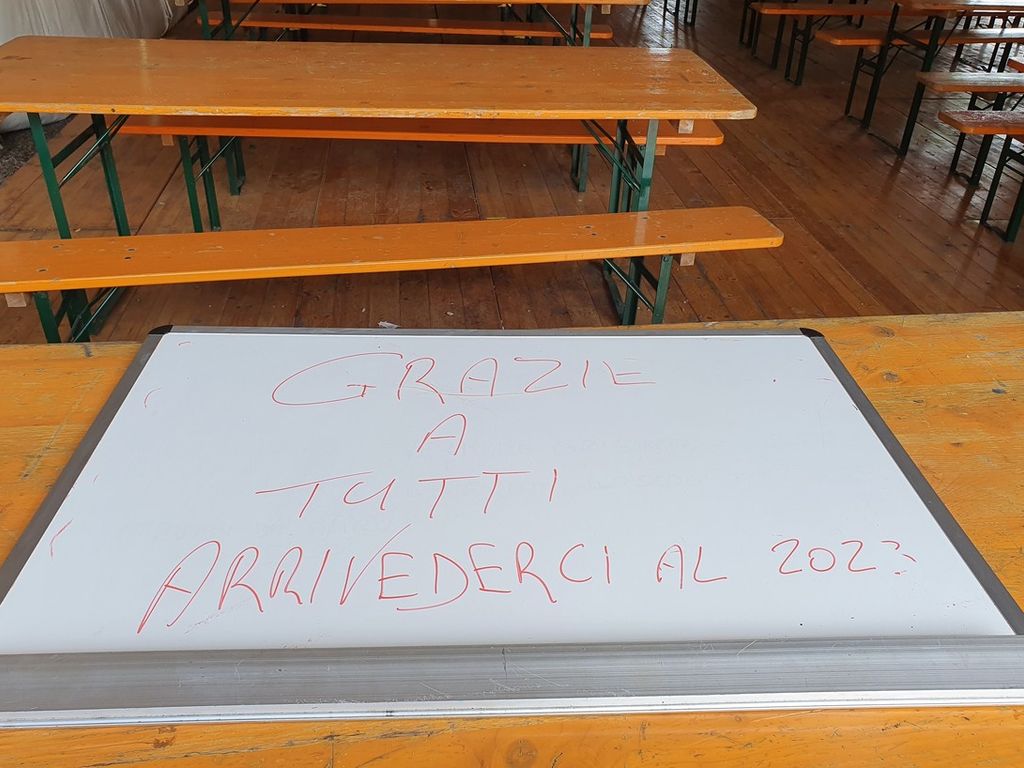 GRAZIE
A
TUTTI
ARRIVEDERCI AL 2023